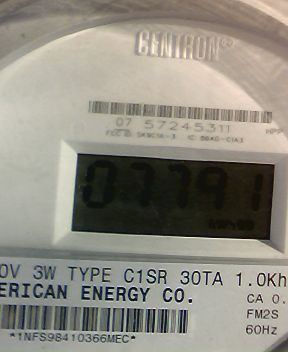 CENTRON®
07 57245311
07791
0V 3W TYPE C1SR 30TA 1.0Kh
ERICAN ENERGY CO.
CA 0.
FM2S
60Hz
*1NFS98410366MEC*